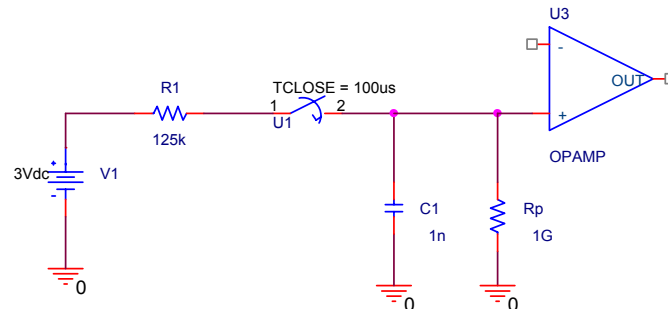 U3
-
OUT
+
OPAMP
R1
125k
TCLOSE = 100us
1
2
U1
3Vdc
+
-
V1
C1
1n
Rp
1G
0
0
0